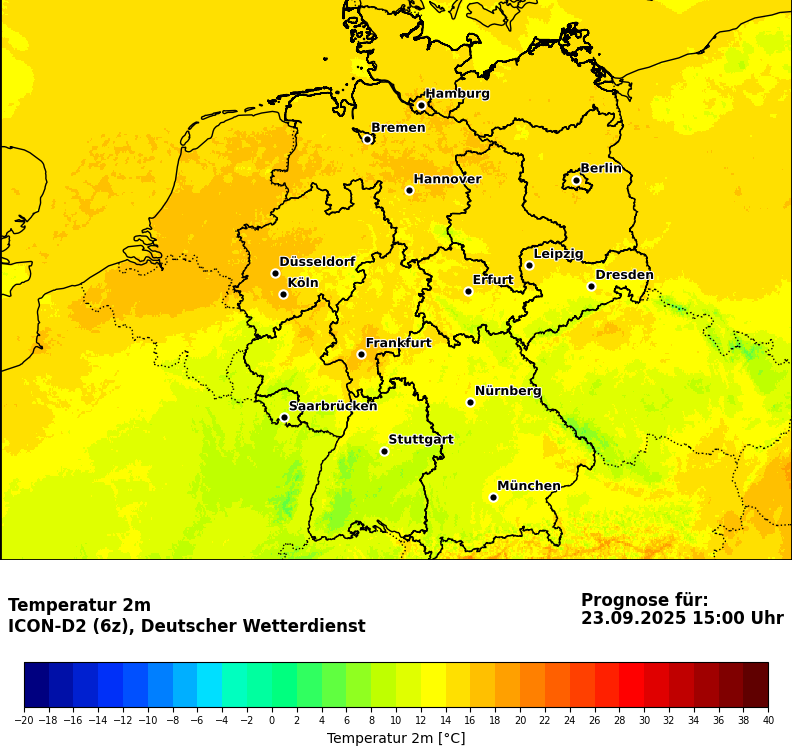 Hamburg
Bremen
Berlin
Hannover
Leipzig
Düsseldorf
Dresden
Köln
Erfurt
Frankfurt
Nürnberg
Saarbrücken
Stuttgart
München
Temperatur 2m
ICON-D2 (6z), Deutscher Wetterdienst
Prognose für:
23.09.2025 15:00 Uhr
−20 −18 −16 −14 −12 −10 −8 −6 −4 −2 0 2 4 6 8 10 12 14 16 18 20 22 24 26 28 30 32 34 36 38 40
Temperatur 2m [°C]